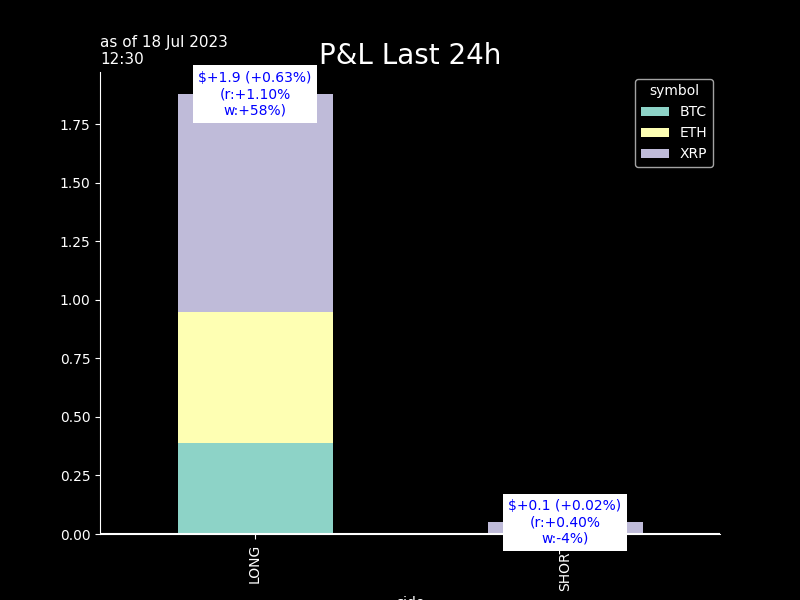 as of 18 Jul 2023
12:30
P&L Last 24h
$+1.9 (+0.63%)
(r:+1.10%
w:+58%)
symbol
BTC
ETH
XRP
1.75
1.50
1.25
1.00
0.75
0.50
0.25
0.00
$+0.1 (+0.02%)
(r:+0.40%
w:-4%)
LONG
SHORT